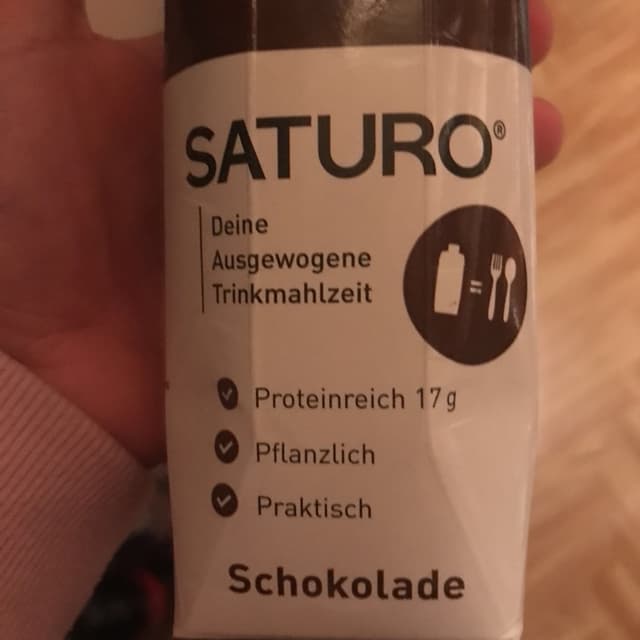 SATURO®
Deine
Ausgewogene
Trinkmahlzeit
=
Proteinreich 17g
Pflanzlich
Praktisch
Schokolade